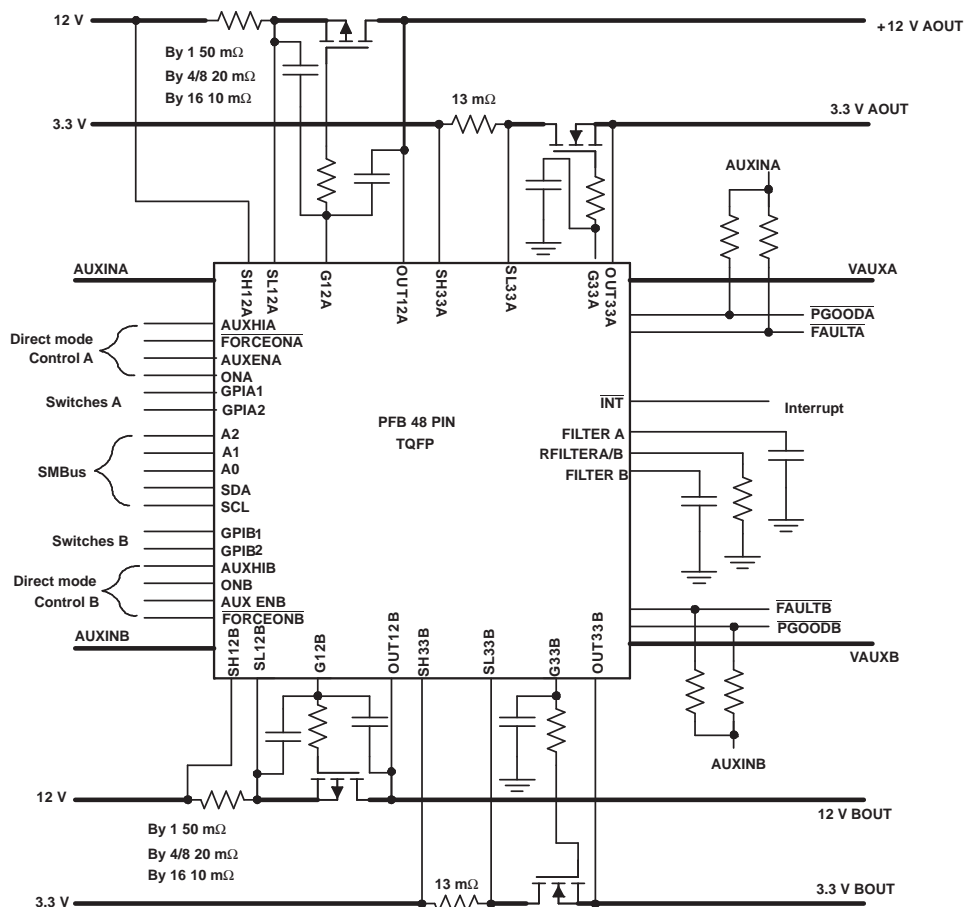 12 V
+12 V AOUT
By 1 50 mΩ
By 4/8 20 mΩ
By 16 10 mΩ
3.3 V
13 mΩ
3.3 V AOUT
AUXINA
AUXINA
SH12A
SL12A
G12A
OUT12A
SH33A
SL33A
G33A
OUT33A
VAUXA
PGOODA
FAULTA
Direct mode
Control A
AUXHIA
FORCEONA
AUXENA
ONA
Switches A
GPIA1
GPIA2
SMBus
A2
A1
A0
SDA
SCL
PFB 48 PIN
TQFP
INT
Interrupt
FILTER A
RFILTERA/B
FILTER B
Switches B
GPIB1
GPIB2
Direct mode
Control B
AUXHIB
ONB
AUX ENB
FORCEONB
AUXINB
FAULTB
PGOODB
VAUXB
SH12B
SL12B
G12B
OUT12B
SH33B
SL33B
G33B
OUT33B
AUXINB
12 V
12 V BOUT
By 1 50 mΩ
By 4/8 20 mΩ
By 16 10 mΩ
3.3 V
13 mΩ
3.3 V BOUT